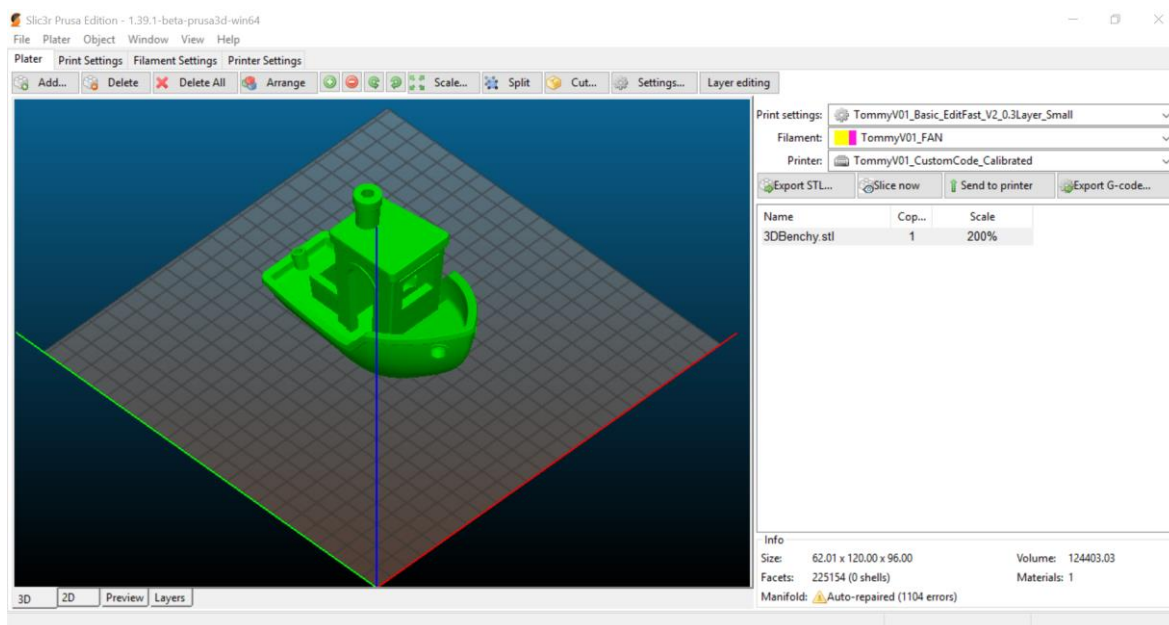 Slic3r Prusa Edition - 1.39.1-beta-prusa3d-win64
File Plater Object Window View Help
Plater Print Settings Filament Settings Printer Settings
Add... Delete Delete All Arrange Scale... Split Cut... Settings... Layer editing
Print settings: TommyV01_Basic_EditFast_V2_0.3Layer_Small
Filament: TommyV01_FAN
Printer: TommyV01_CustomCode_Calibrated
Export STL... Slice now Send to printer Export G-code...
Name Cop... Scale
3DBenchy.stl 1 200%
Info
Size: 62.01 x 120.00 x 96.00 Volume: 124403.03
Facets: 225154 (0 shells) Materials: 1
Manifold: Auto-repaired (1104 errors)
3D 2D Preview Layers